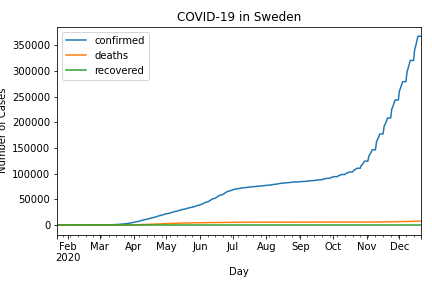 COVID-19 in Sweden
confirmed
deaths
recovered
350000
300000
250000
200000
150000
100000
50000
0
Number of Cases
Feb Mar Apr May Jun Jul Aug Sep Oct Nov Dec
2020
Day